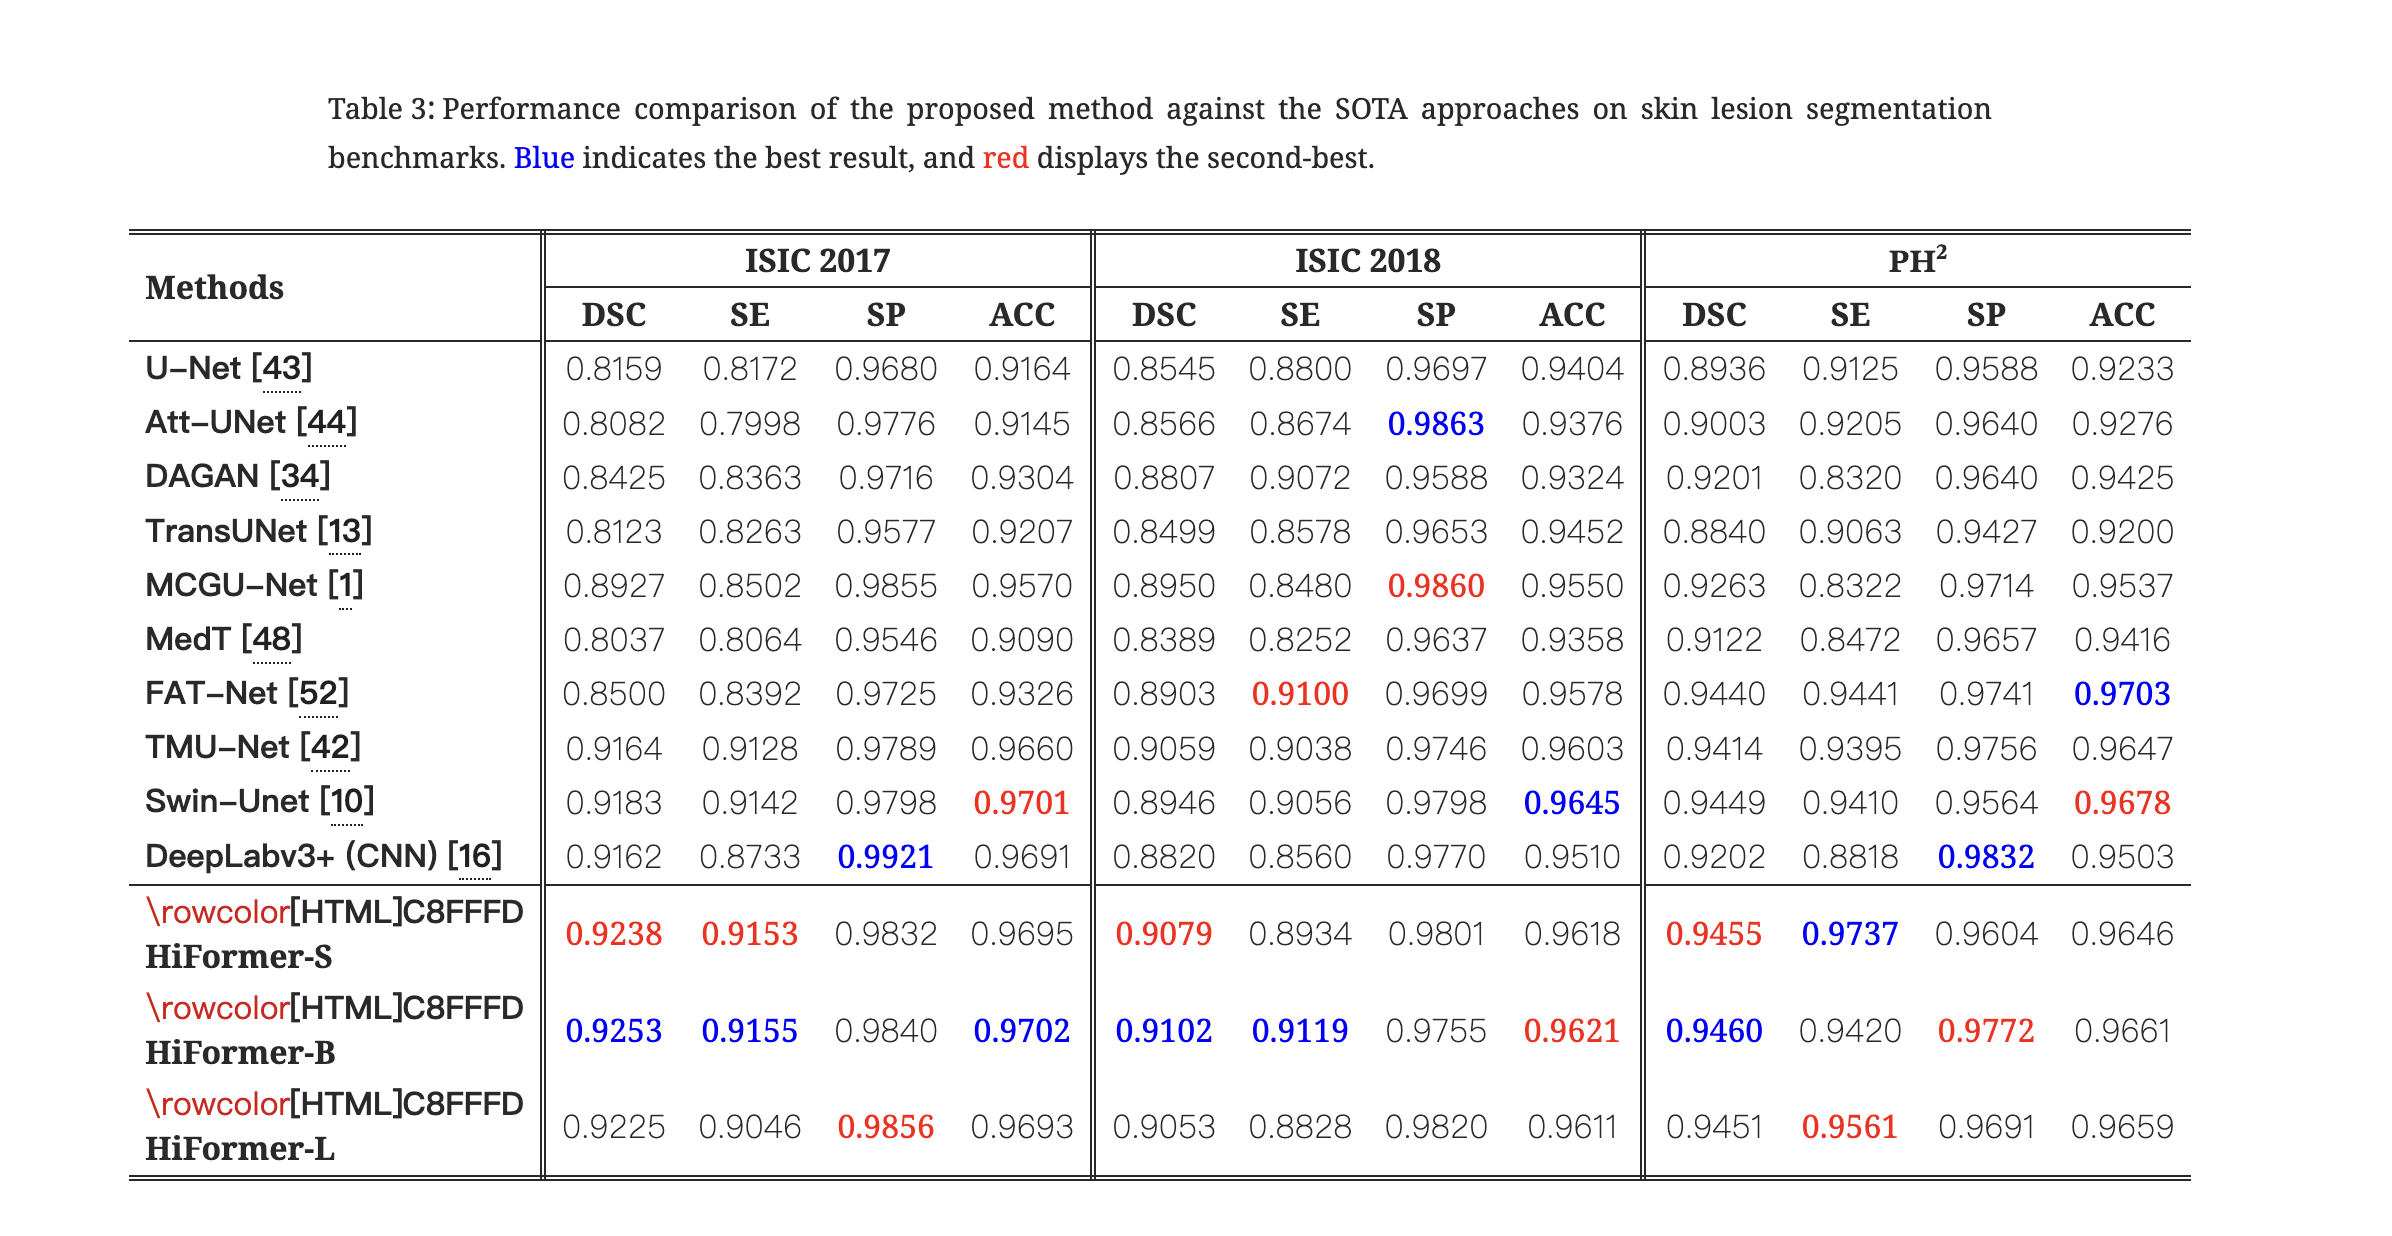 Table 3: Performance comparison of the proposed method against the SOTA approaches on skin lesion segmentation
benchmarks. Blue indicates the best result, and red displays the second-best.
Methods ISIC 2017 ISIC 2018 PH²
DSC SE SP ACC DSC SE SP ACC DSC SE SP ACC
U–Net [43] 0.8159 0.8172 0.9680 0.9164 0.8545 0.8800 0.9697 0.9404 0.8936 0.9125 0.9588 0.9233
Att–UNet [44] 0.8082 0.7998 0.9776 0.9145 0.8566 0.8674 0.9863 0.9376 0.9003 0.9205 0.9640 0.9276
DAGAN [34] 0.8425 0.8363 0.9716 0.9304 0.8807 0.9072 0.9588 0.9324 0.9201 0.8320 0.9640 0.9425
TransUNet [13] 0.8123 0.8263 0.9577 0.9207 0.8499 0.8578 0.9653 0.9452 0.8840 0.9063 0.9427 0.9200
MCGU–Net [1] 0.8927 0.8502 0.9855 0.9570 0.8950 0.8480 0.9860 0.9550 0.9263 0.8322 0.9714 0.9537
MedT [48] 0.8037 0.8064 0.9546 0.9090 0.8389 0.8252 0.9637 0.9358 0.9122 0.8472 0.9657 0.9416
FAT–Net [52] 0.8500 0.8392 0.9725 0.9326 0.8903 0.9100 0.9699 0.9578 0.9440 0.9441 0.9741 0.9703
TMU–Net [42] 0.9164 0.9128 0.9789 0.9660 0.9059 0.9038 0.9746 0.9603 0.9414 0.9395 0.9756 0.9647
Swin–Unet [10] 0.9183 0.9142 0.9798 0.9701 0.8946 0.9056 0.9798 0.9645 0.9449 0.9410 0.9564 0.9678
DeepLabv3+ (CNN) [16] 0.9162 0.8733 0.9921 0.9691 0.8820 0.8560 0.9770 0.9510 0.9202 0.8818 0.9832 0.9503
\rowcolor[HTML]C8FFFD
HiFormer-S 0.9238 0.9153 0.9832 0.9695 0.9079 0.8934 0.9801 0.9618 0.9455 0.9737 0.9604 0.9646
\rowcolor[HTML]C8FFFD
HiFormer-B 0.9253 0.9155 0.9840 0.9702 0.9102 0.9119 0.9755 0.9621 0.9460 0.9420 0.9772 0.9661
\rowcolor[HTML]C8FFFD
HiFormer-L 0.9225 0.9046 0.9856 0.9693 0.9053 0.8828 0.9820 0.9611 0.9451 0.9561 0.9691 0.9659